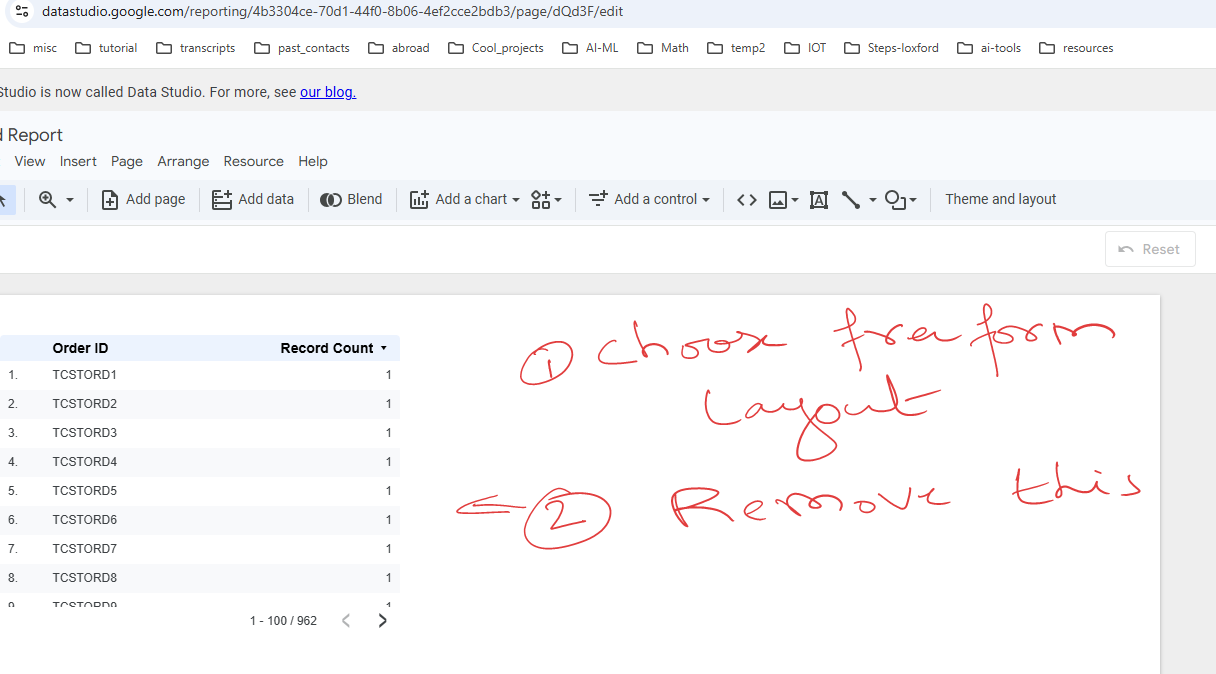 datastudio.google.com/reporting/4b3304ce-70d1-44f0-8b06-4ef2cce2bdb3/page/dQd3F/edit
misc tutorial transcripts past_contacts abroad Cool_projects AI-ML Math temp2 IOT Steps-loxford ai-tools resources
Studio is now called Data Studio. For more, see our blog.
d Report
View Insert Page Arrange Resource Help
Add page Add data Blend Add a chart Add a control Theme and layout
Reset
Order ID Record Count
1. TCSTORD1 1
2. TCSTORD2 1
3. TCSTORD3 1
4. TCSTORD4 1
5. TCSTORD5 1
6. TCSTORD6 1
7. TCSTORD7 1
8. TCSTORD8 1
9. TCSTORD9 1
1 - 100 / 962
① choose freeform
Layout
② Remove this